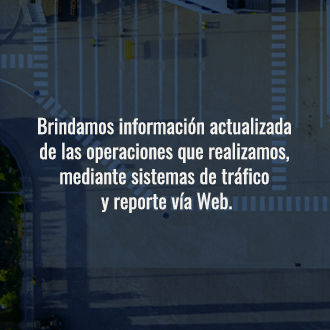 Brindamos información actualizada
de las operaciones que realizamos,
mediante sistemas de tráfico
y reporte vía Web.